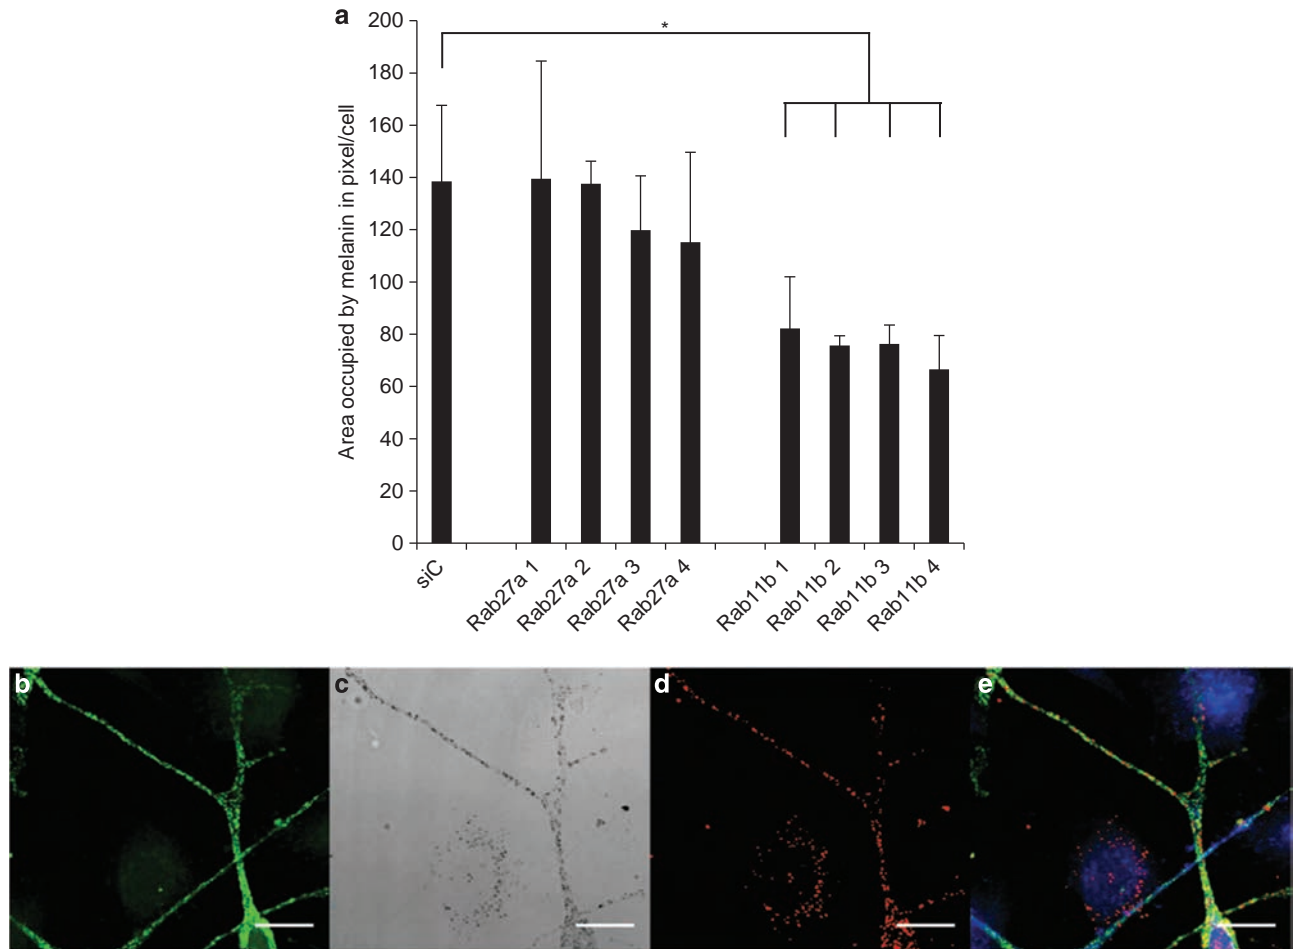 a
*
Area occupied by melanin in pixel/cell
200
180
160
140
120
100
80
60
40
20
0
siC
Rab27a 1
Rab27a 2
Rab27a 3
Rab27a 4
Rab11b 1
Rab11b 2
Rab11b 3
Rab11b 4
b
c
d
e